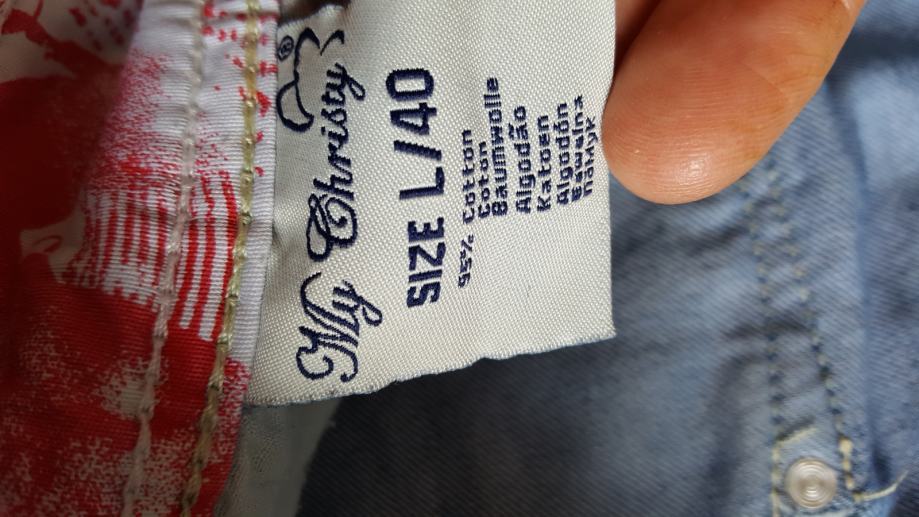 ®
My Christy
SIZE L/40
95% Cotton
Coton
Baumwolle
Algodão
Katoen
Algodón